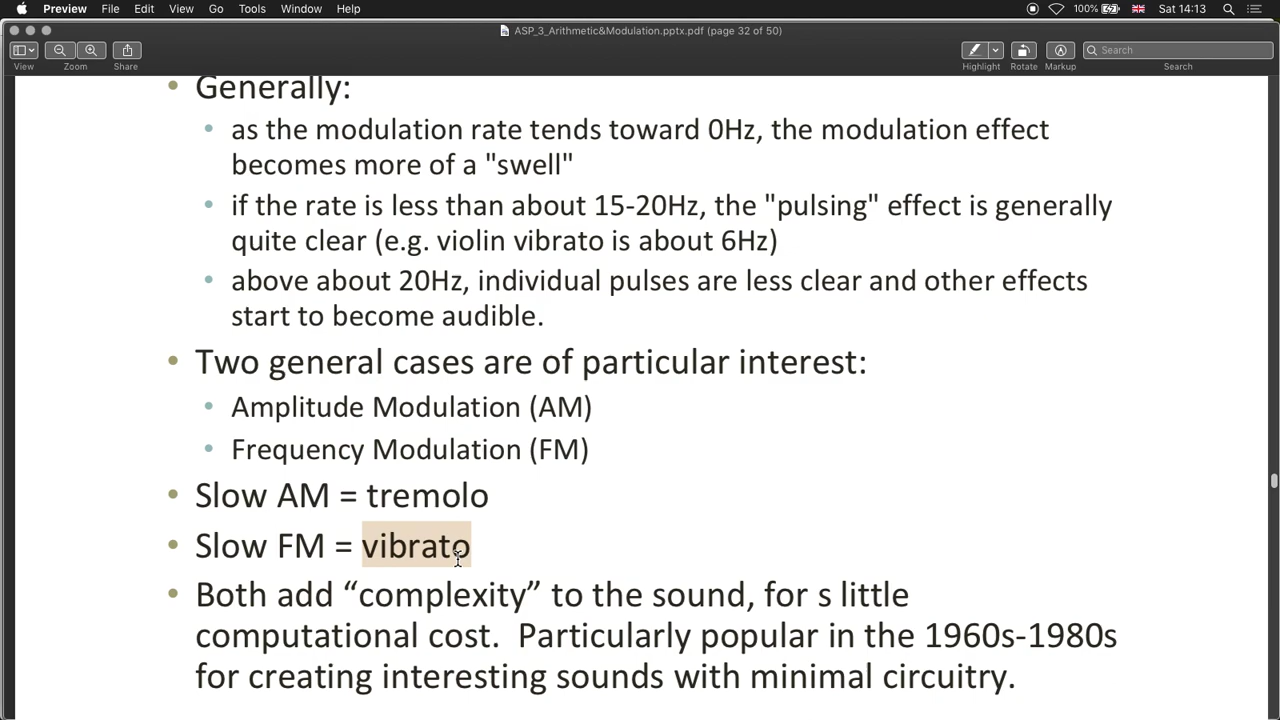 Preview File Edit View Go Tools Window Help 100% Sat 14:13
ASP_3_Arithmetic&Modulation.pptx.pdf (page 32 of 50)
View Zoom Share Highlight Rotate Markup Search
Search
• Generally:
• as the modulation rate tends toward 0Hz, the modulation effect
becomes more of a "swell"
• if the rate is less than about 15-20Hz, the "pulsing" effect is generally
quite clear (e.g. violin vibrato is about 6Hz)
• above about 20Hz, individual pulses are less clear and other effects
start to become audible.
• Two general cases are of particular interest:
• Amplitude Modulation (AM)
• Frequency Modulation (FM)
• Slow AM = tremolo
• Slow FM = vibrato
• Both add “complexity” to the sound, for s little
computational cost. Particularly popular in the 1960s-1980s
for creating interesting sounds with minimal circuitry.